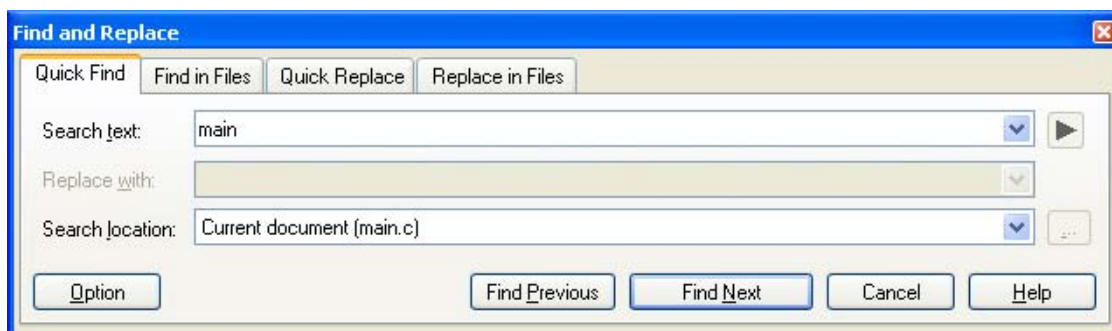 Find and Replace
Quick Find Find in Files Quick Replace Replace in Files
Search text: main
Replace with:
Search location: Current document (main.c)
...
Option Find Previous Find Next Cancel Help